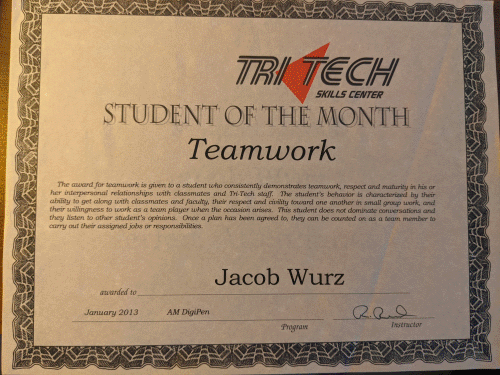 TRI TECH
SKILLS CENTER
STUDENT OF THE MONTH
Teamwork
The award for teamwork is given to a student who consistently demonstrates teamwork, respect and maturity in his or
her interpersonal relationships with classmates and Tri-Tech staff. The student's behavior is characterized by their
ability to get along with classmates and faculty, their respect and civility toward one another in small group work, and
their willingness to work as a team player when the occasion arises. This student does not dominate conversations and
they listen to other student's opinions. Once a plan has been agreed to, they can be counted on as a team member to
carry out their assigned jobs or responsibilities.
Jacob Wurz
awarded to
January 2013 AM DigiPen
Program Instructor